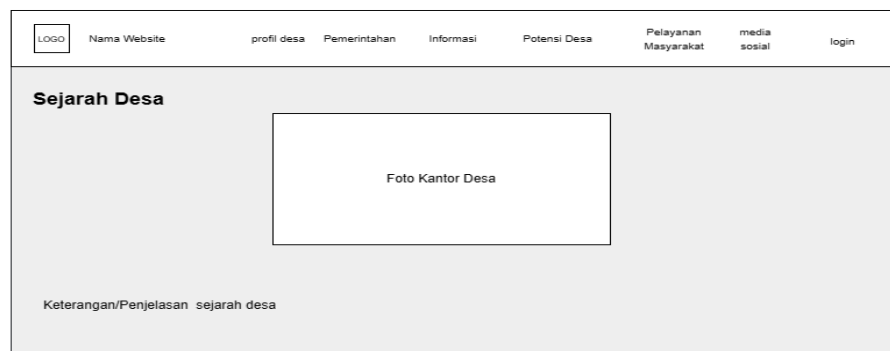 LOGO
Nama Website
profil desa
Pemerintahan
Informasi
Potensi Desa
Pelayanan
Masyarakat
media
sosial
login
Sejarah Desa
Foto Kantor Desa
Keterangan/Penjelasan sejarah desa